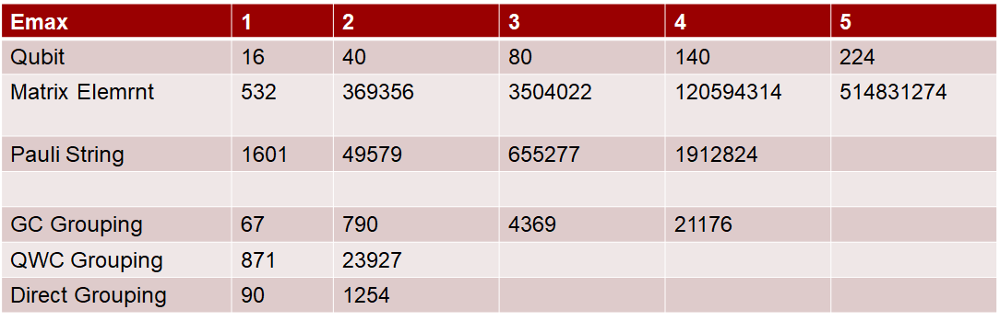 Emax 1 2 3 4 5
Qubit 16 40 80 140 224
Matrix Elemrnt 532 369356 3504022 120594314 514831274
Pauli String 1601 49579 655277 1912824
GC Grouping 67 790 4369 21176
QWC Grouping 871 23927
Direct Grouping 90 1254